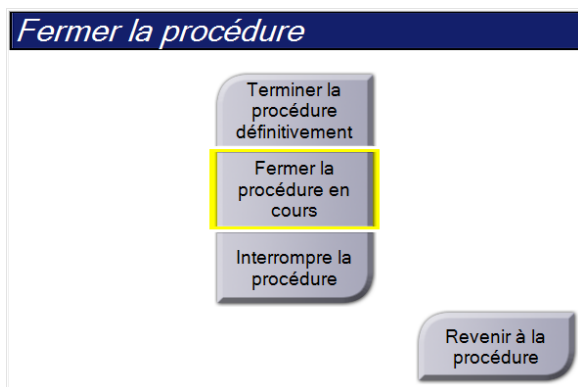 Fermer la procédure
Terminer la
procédure
définitivement
Fermer la
procédure en
cours
Interrompre la
procédure
Revenir à la
procédure